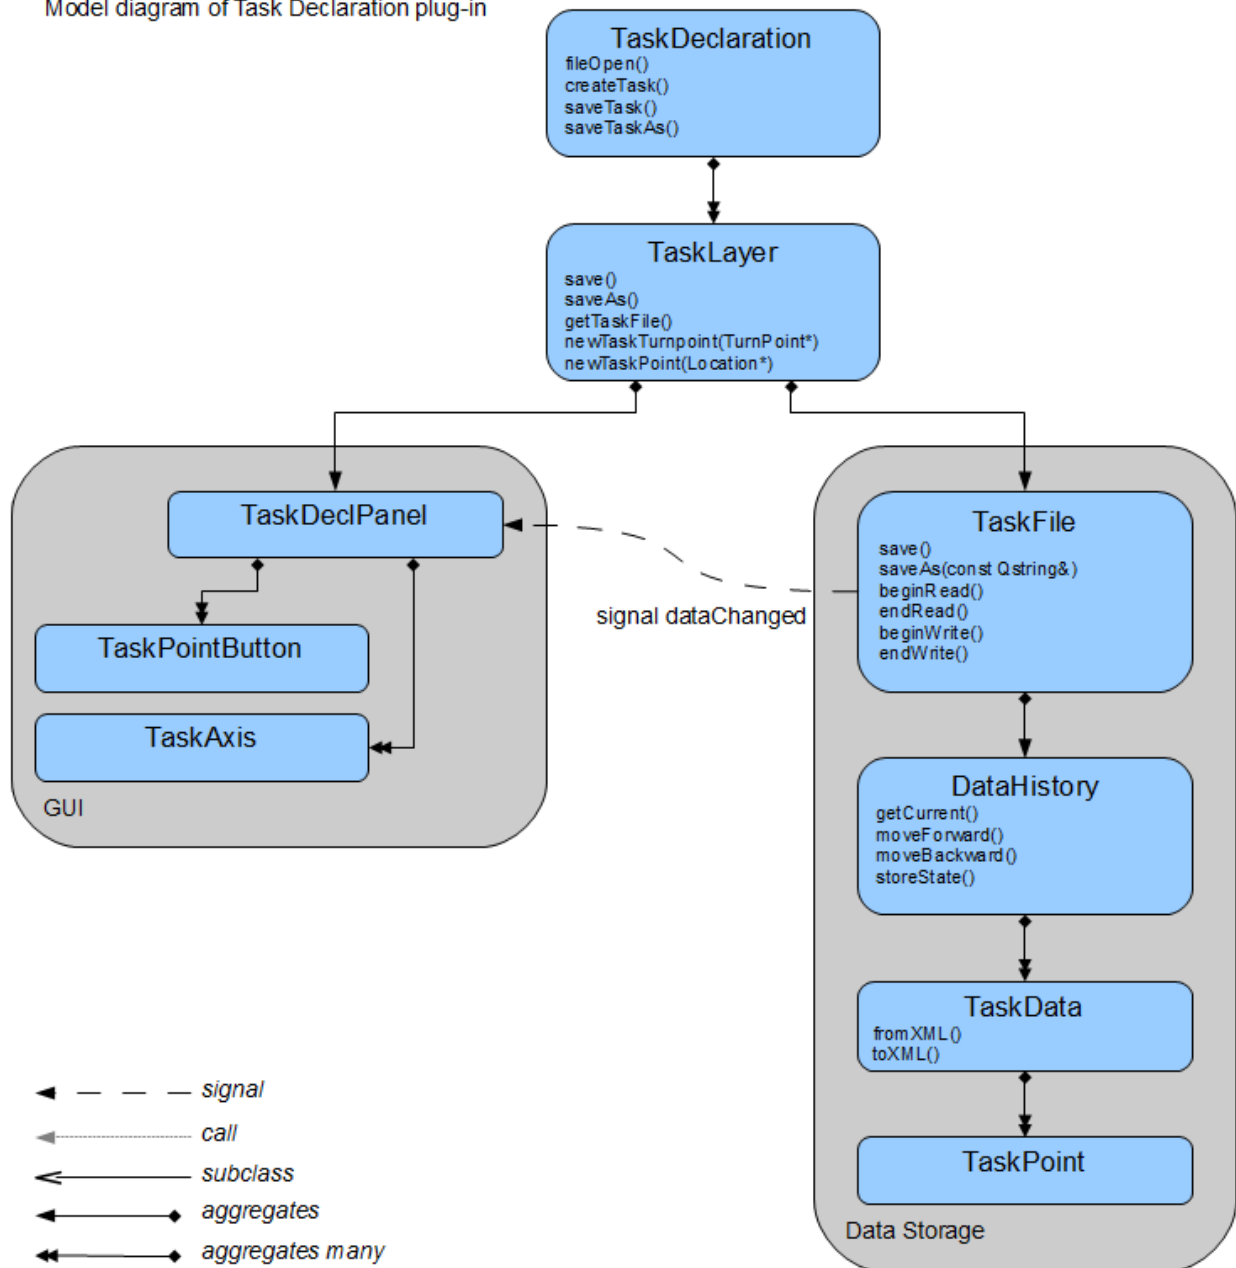 Model diagram of Task Declaration plug-in
TaskDeclaration
fileOpen()
createTask()
saveTask()
saveTaskAs()
TaskLayer
save()
saveAs()
getTaskFile()
newTaskTurnpoint(TurnPoint*)
newTaskPoint(Location*)
TaskDeclPanel
TaskPointButton
TaskAxis
GUI
signal dataChanged
TaskFile
save()
saveAs(const Qstring&)
beginRead()
endRead()
beginWrite()
endWrite()
DataHistory
getCurrent()
moveForward()
moveBackward()
storeState()
TaskData
fromXML()
toXML()
TaskPoint
Data Storage
signal
call
subclass
aggregates
aggregates many